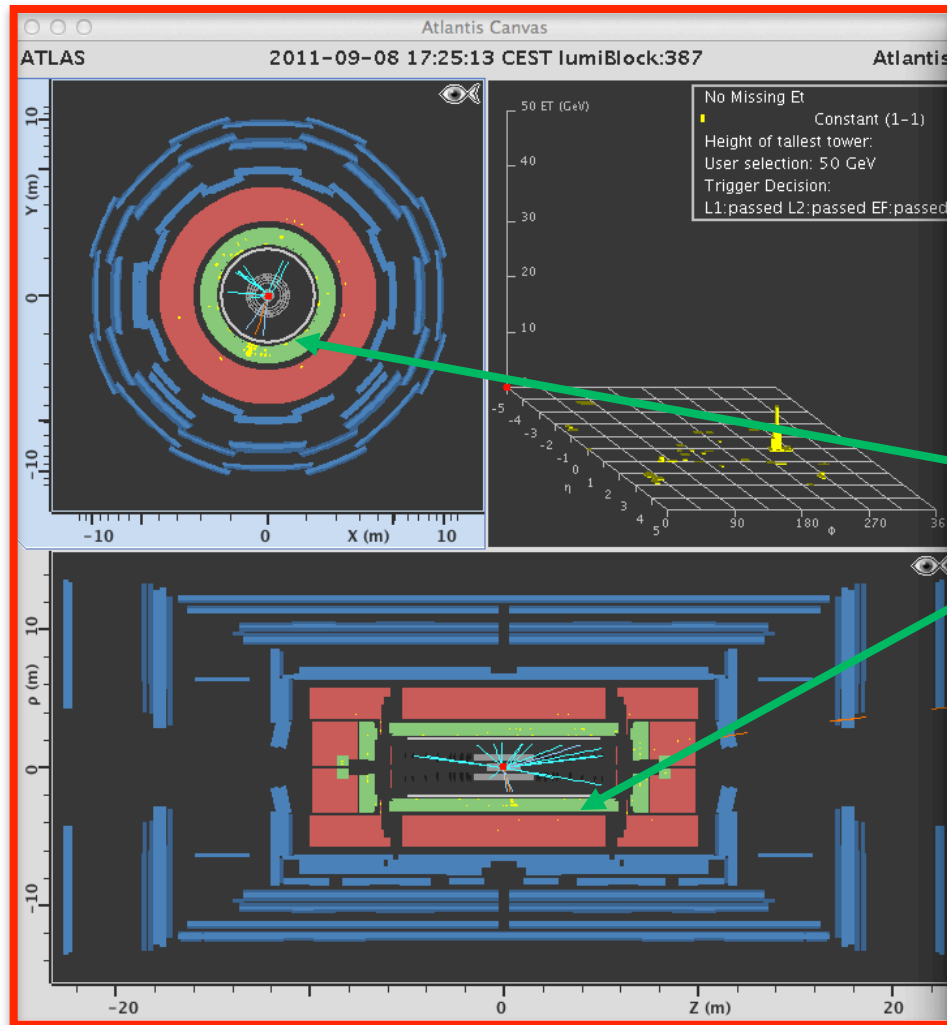 Atlantis Canvas
ATLAS 2011-09-08 17:25:13 CEST lumiBlock:387 Atlantis
10
Y (m)
0
-10
-10 0 X (m) 10
50 ET (GeV)
40
30
20
10
No Missing Et
Constant (1-1)
Height of tallest tower:
User selection: 50 GeV
Trigger Decision:
L1:passed L2:passed EF:passed
-5
-4
-3
-2
-1
0
η
1
2
3
4
5
0 90 180 Φ 270 36
10
ρ (m)
0
-10
-20 0 Z (m) 20